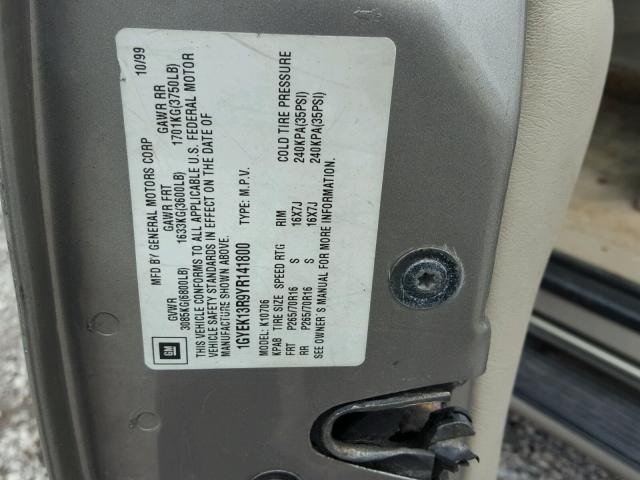 MFD BY GENERAL MOTORS CORP 10/99
GVWR GAWR FRT GAWR RR
3085KG(6800LB) 1633KG(3600LB) 1701KG(3750LB)
THIS VEHICLE CONFORMS TO ALL APPLICABLE U.S. FEDERAL MOTOR
VEHICLE SAFETY STANDARDS IN EFFECT ON THE DATE OF
MANUFACTURE SHOWN ABOVE.
1GYEK13R9YR141800 TYPE: M.P.V.
MODEL: K10706
KPAB TIRE SIZE SPEED RTG RIM COLD TIRE PRESSURE
FRT P265/70R16 S 16X7J 240KPA(35PSI)
RR P265/70R16 S 16X7J 240KPA(35PSI)
SEE OWNER'S MANUAL FOR MORE INFORMATION.
GM